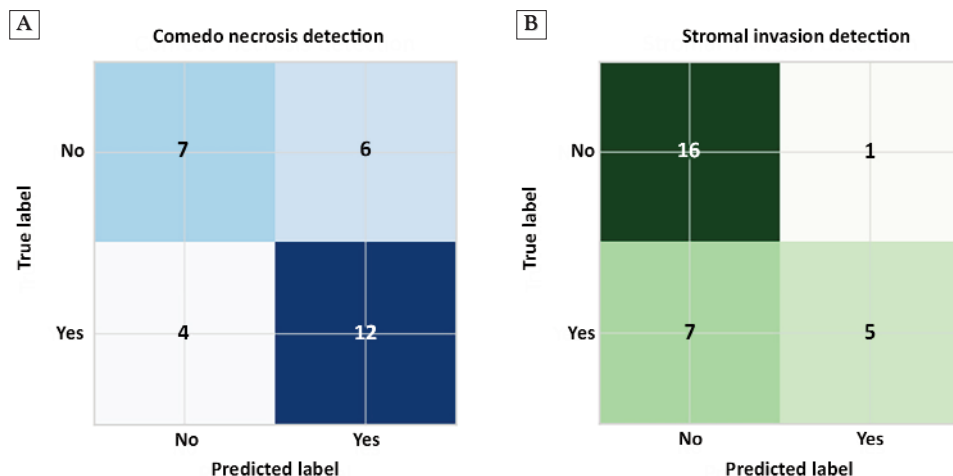 A
Comedo necrosis detection
True label
No
7
6
Yes
4
12
No
Yes
Predicted label
B
Stromal invasion detection
True label
No
16
1
Yes
7
5
No
Yes
Predicted label